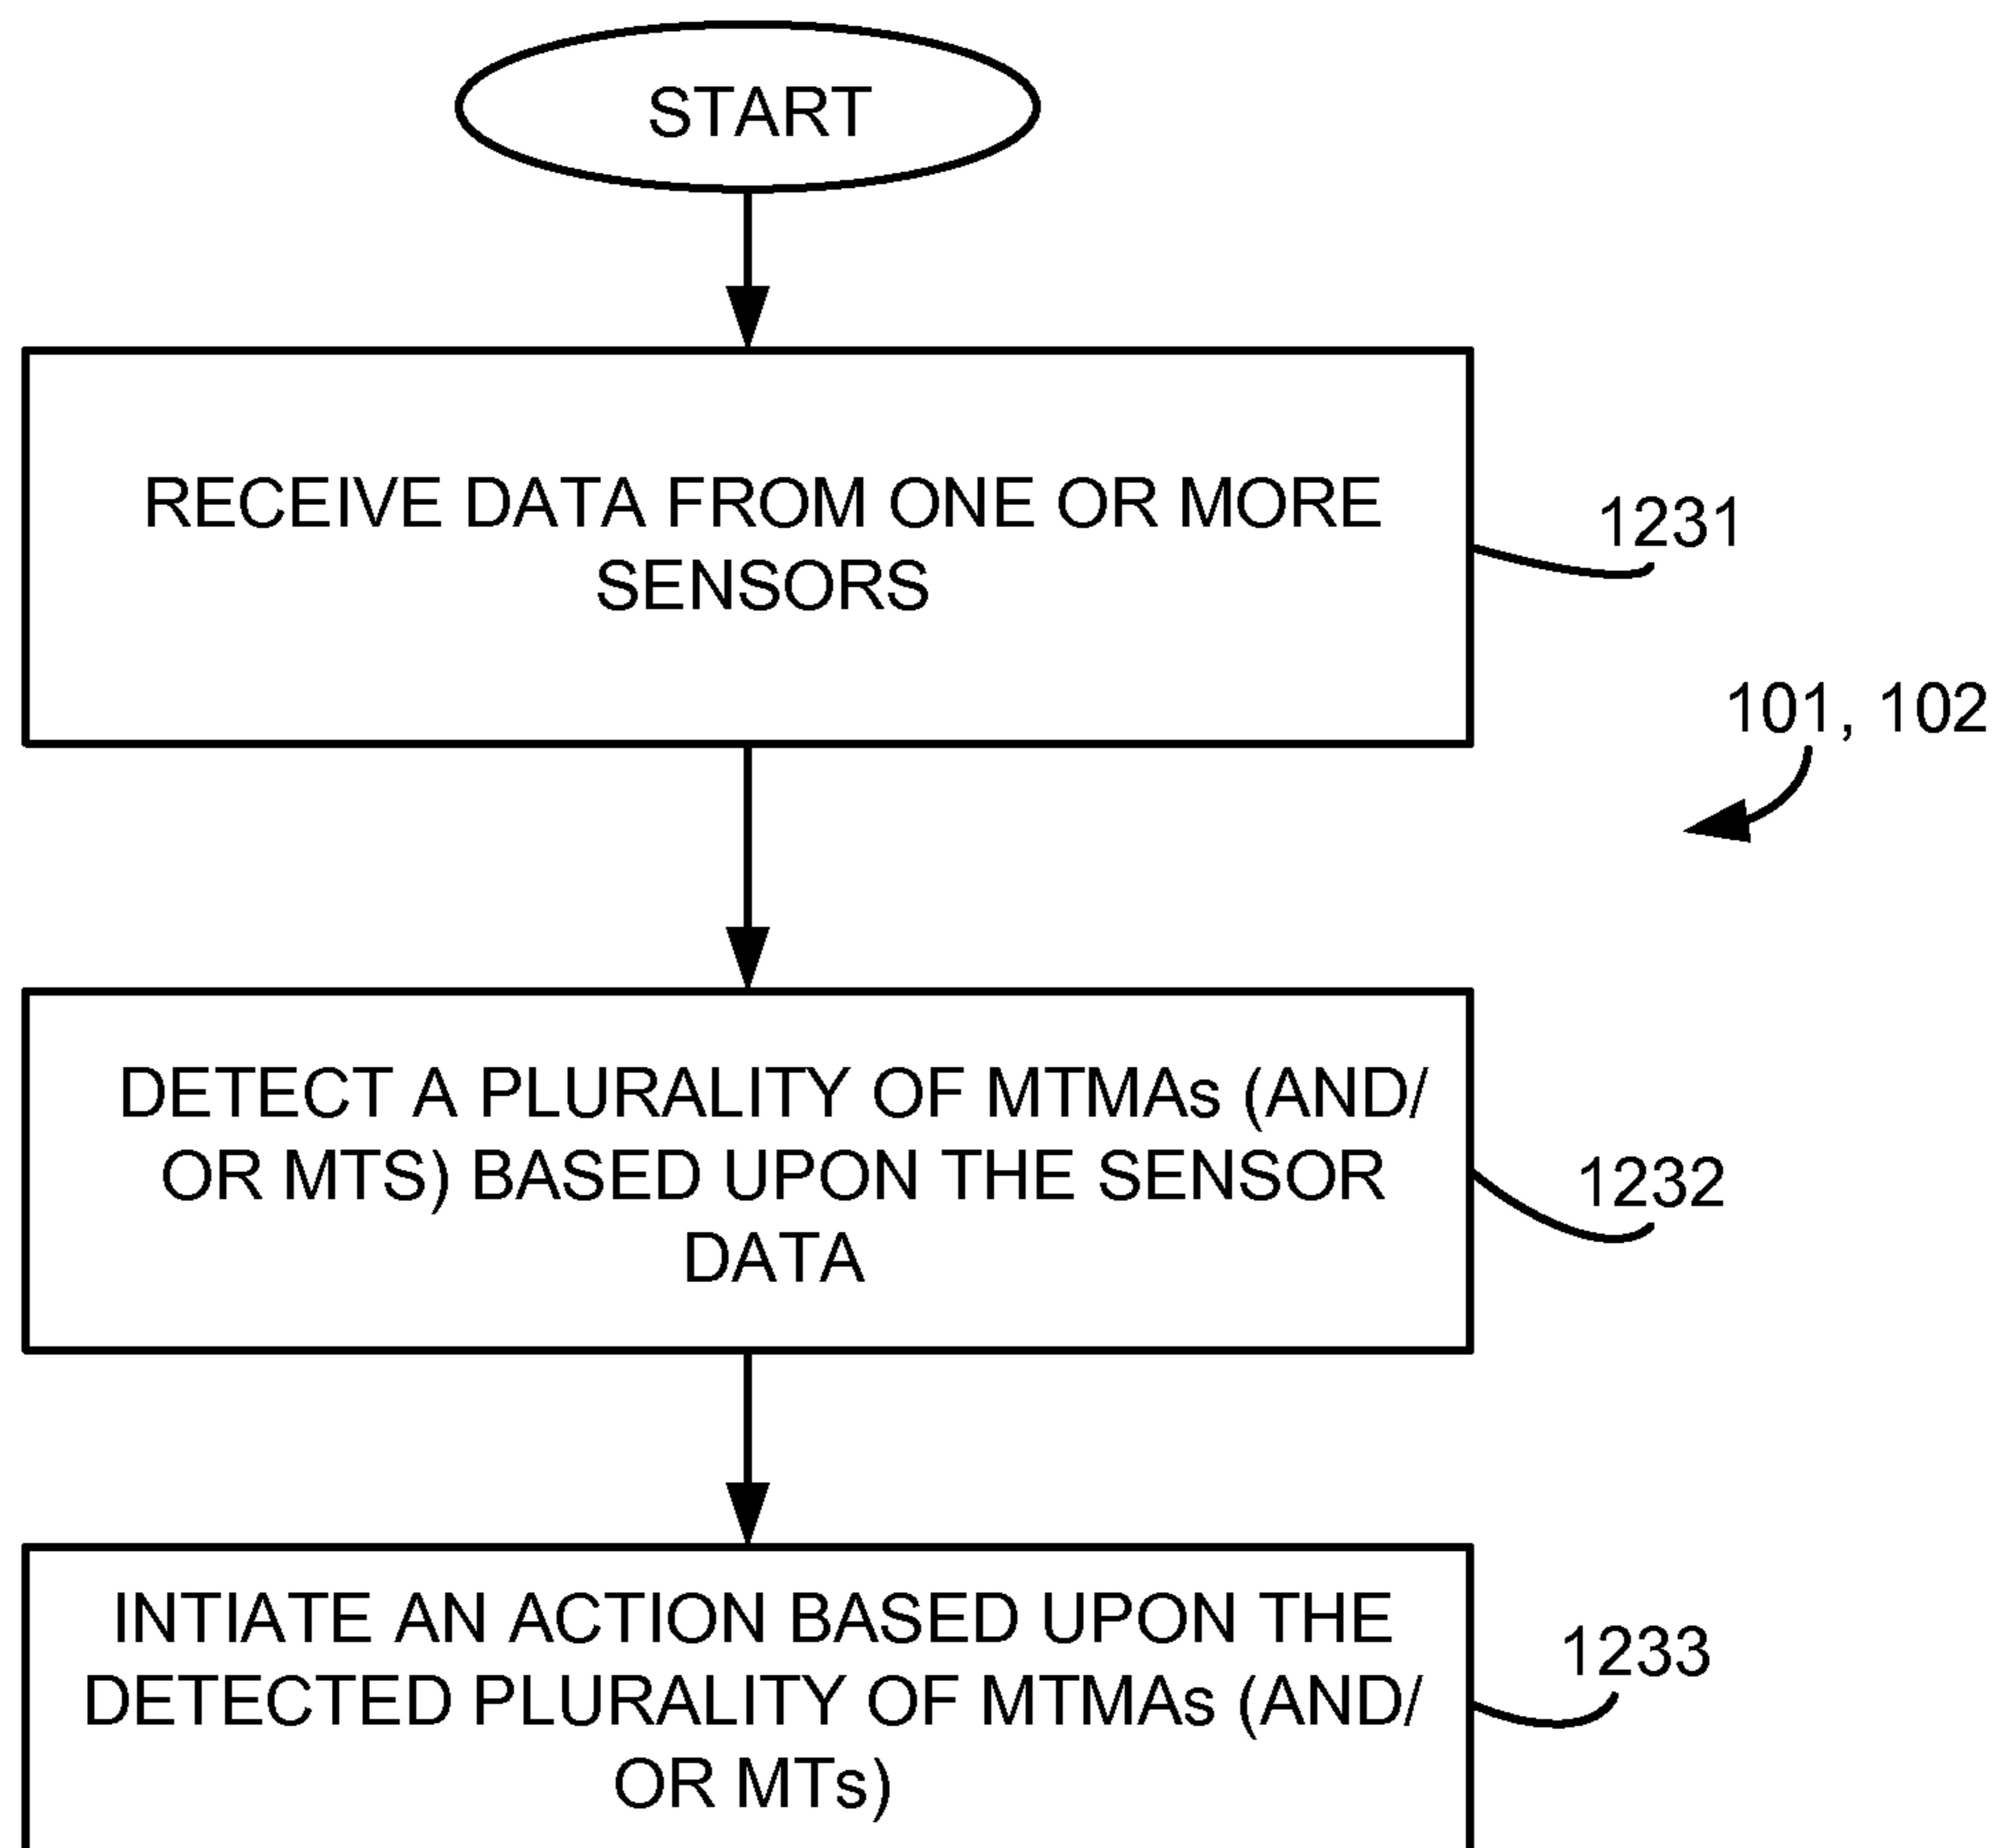 START
RECEIVE DATA FROM ONE OR MORE
SENSORS
1231
101, 102
DETECT A PLURALITY OF MTMAs (AND/
OR MTS) BASED UPON THE SENSOR
DATA
1232
INTIATE AN ACTION BASED UPON THE
DETECTED PLURALITY OF MTMAs (AND/
OR MTs)
1233